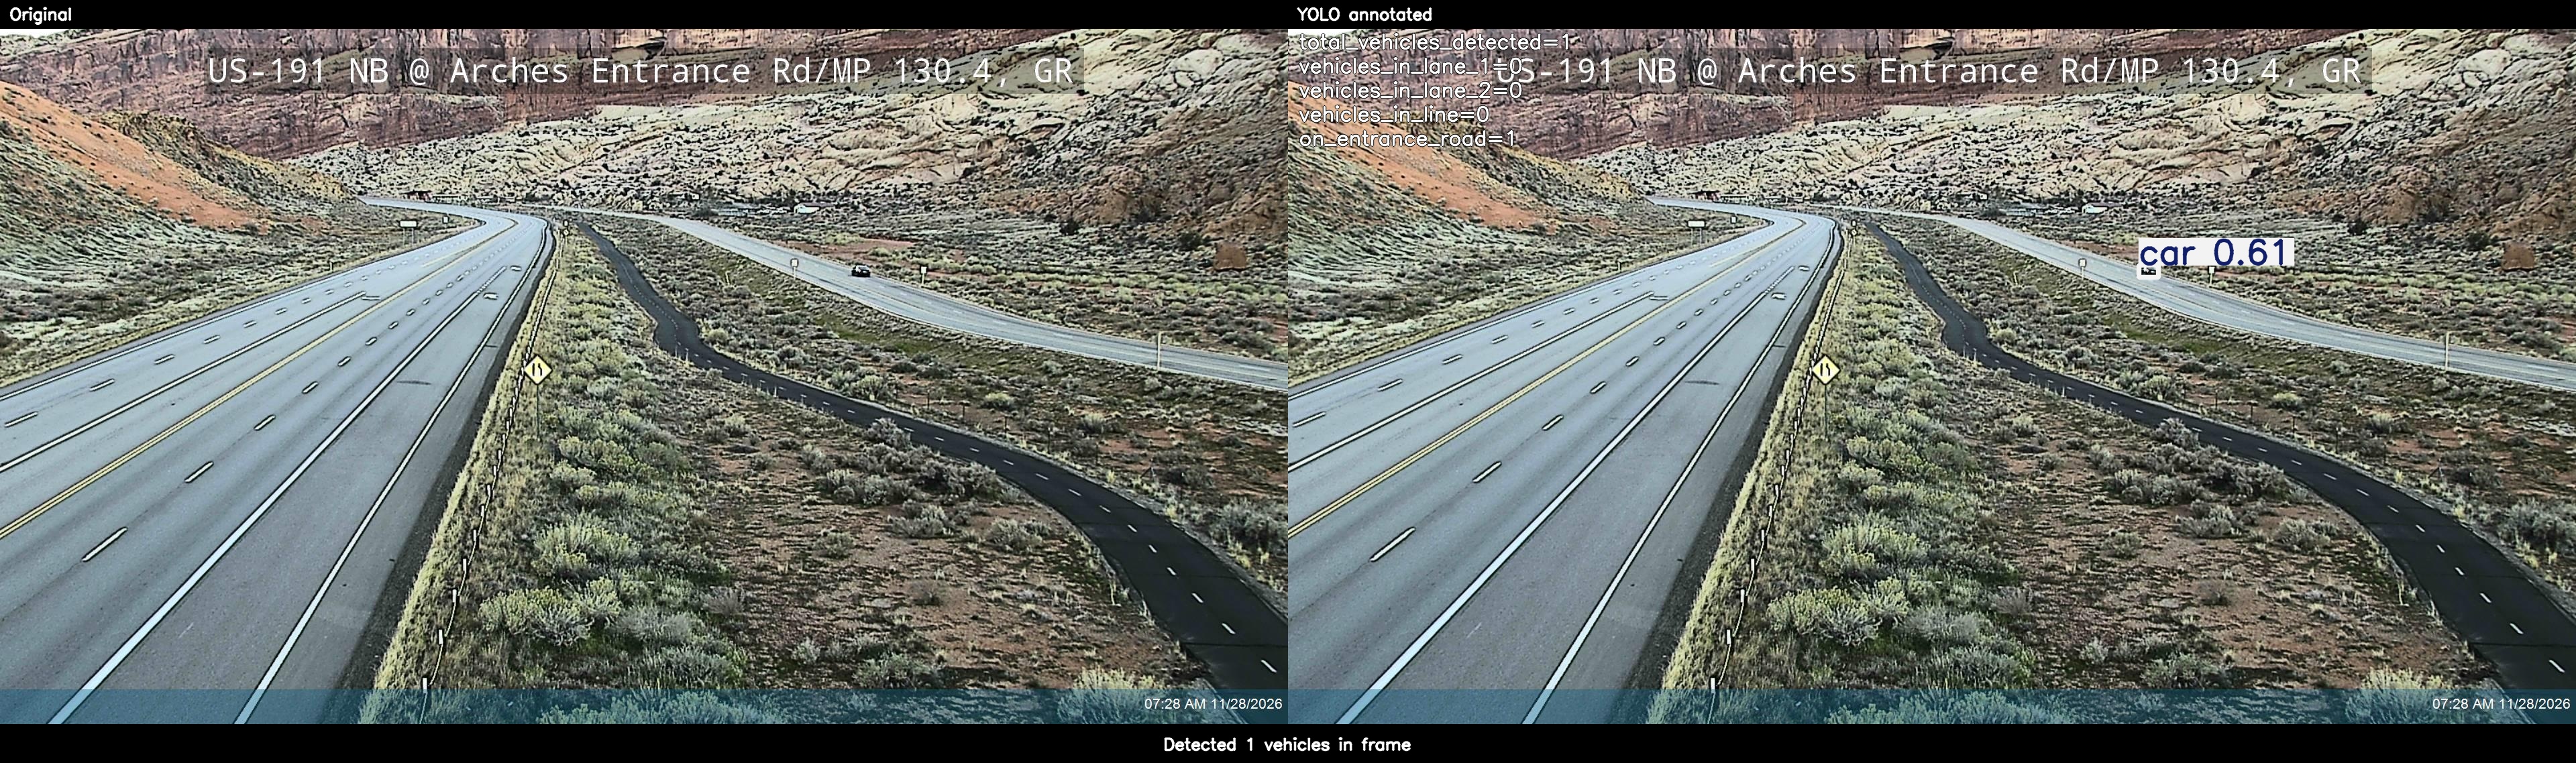 Original
US-191 NB @ Arches Entrance Rd/MP 130.4, GR
07:28 AM 11/28/2026
YOLO annotated
total_vehicles_detected=1
vehicles_in_lane_1=0
US-191 NB @ Arches Entrance Rd/MP 130.4, GR
vehicles_in_lane_2=0
vehicles_in_line=0
on_entrance_road=1
car 0.61
07:28 AM 11/28/2026
Detected 1 vehicles in frame